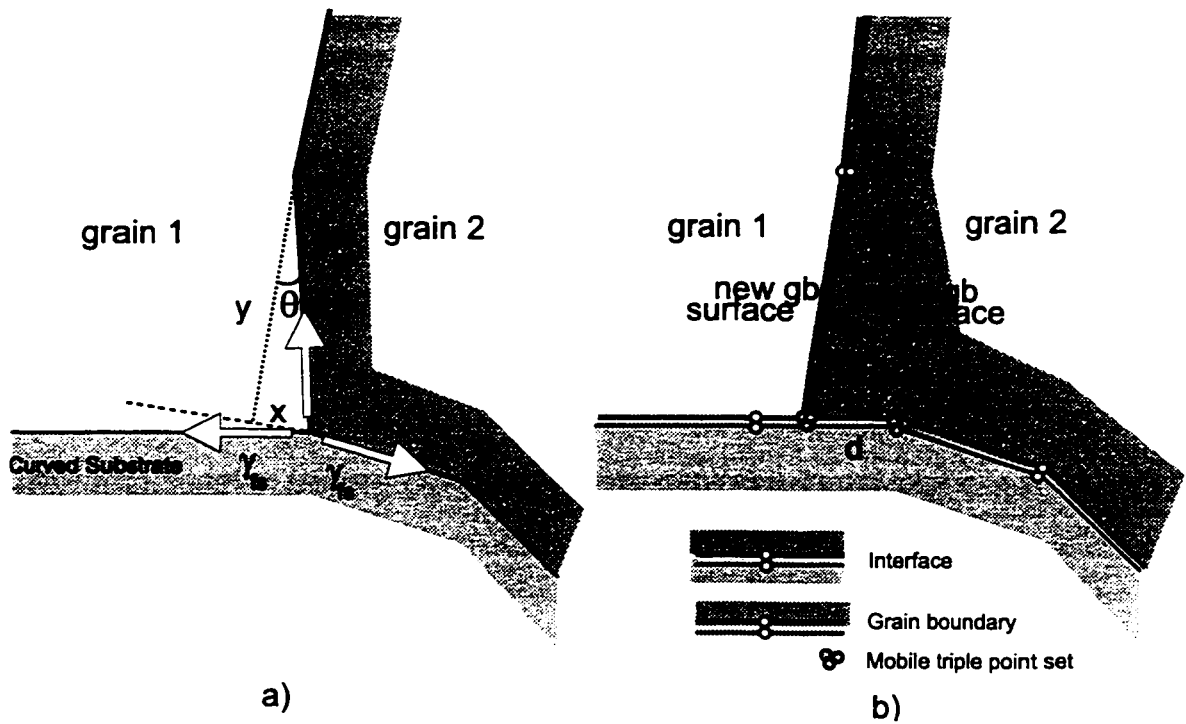 grain 1
grain 2
y
θ
x
Curved Substrate
γ
γ
a)
grain 1
grain 2
new gb
surface
gb
ace
d
Interface
Grain boundary
Mobile triple point set
b)